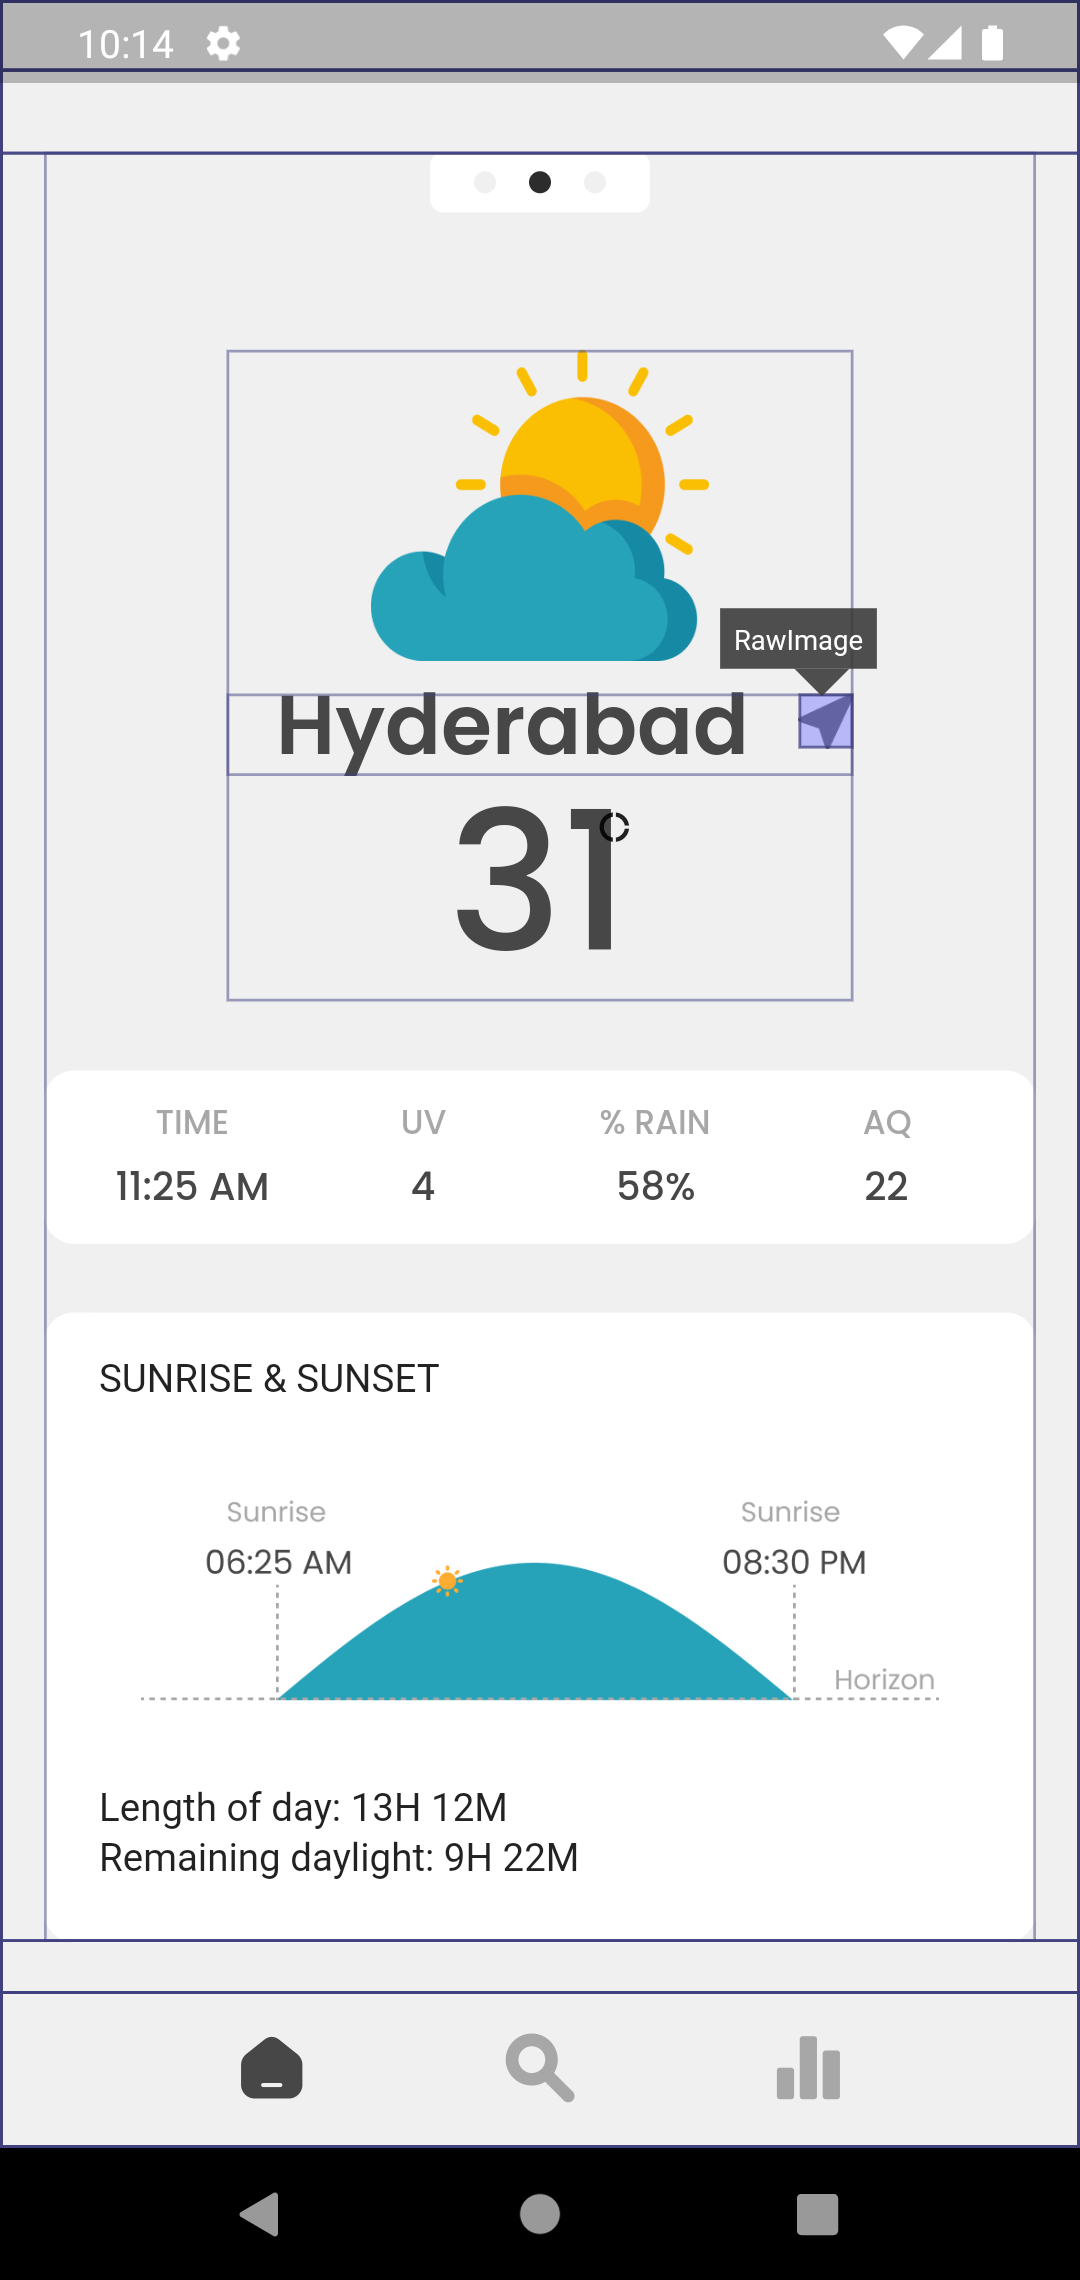 10:14
RawImage
Hyderabad
31
TIME UV % RAIN AQ
11:25 AM 4 58% 22
SUNRISE & SUNSET
Sunrise Sunrise
06:25 AM 08:30 PM
Horizon
Length of day: 13H 12M
Remaining daylight: 9H 22M